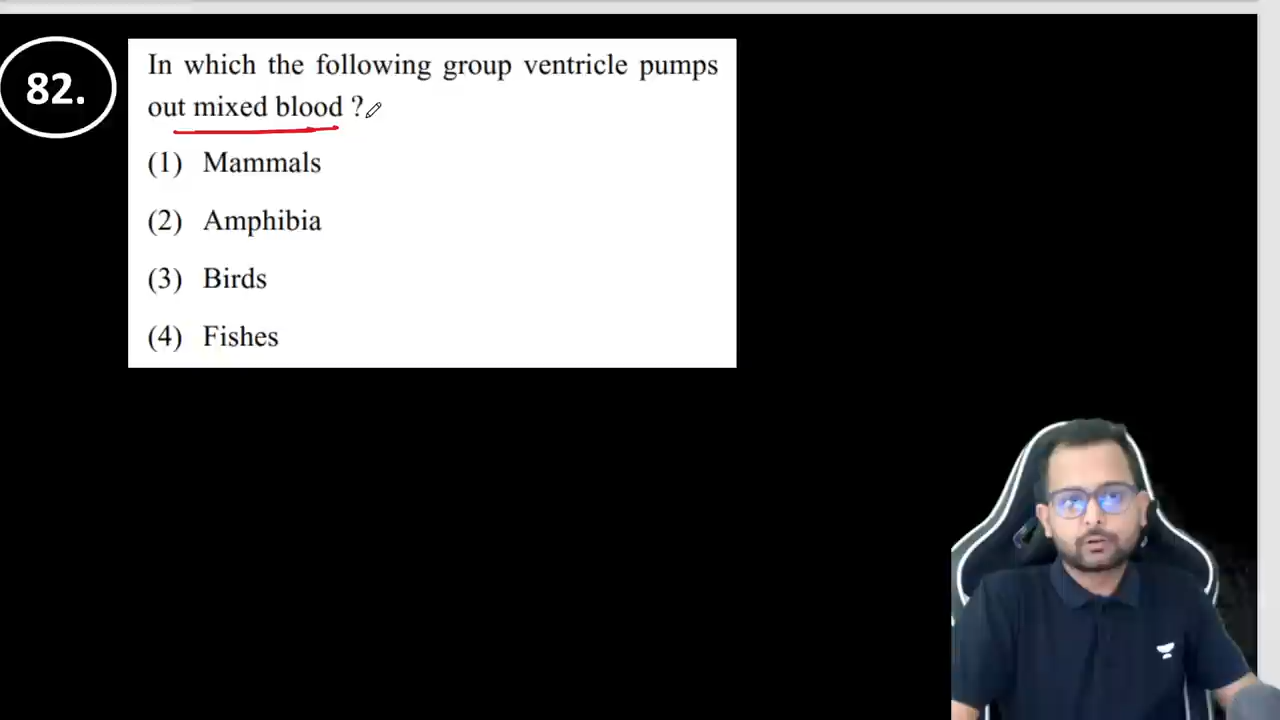 82.
In which the following group ventricle pumps
out mixed blood ?
(1) Mammals
(2) Amphibia
(3) Birds
(4) Fishes